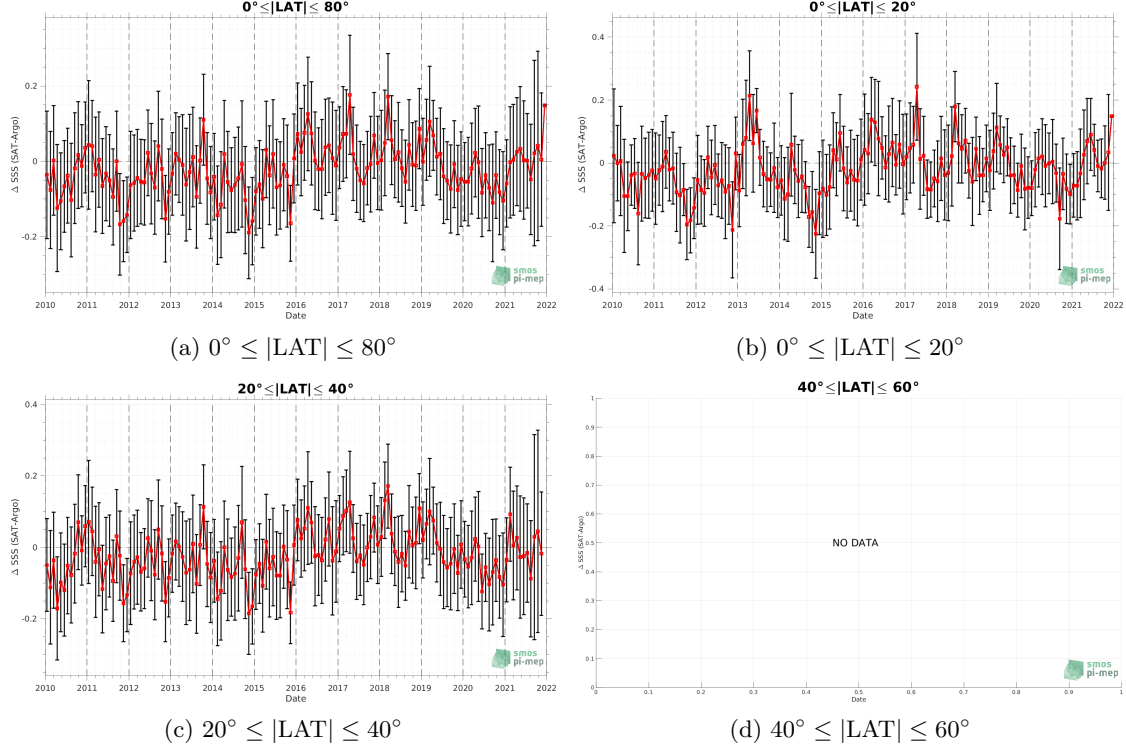 0°≤|LAT|≤ 80°
Δ SSS (SAT-Argo)
0.2
0
-0.2
2010 2011 2012 2013 2014 2015 2016 2017 2018 2019 2020 2021 2022
Date
smos
pi-mep
(a) 0° ≤ |LAT| ≤ 80°
0°≤|LAT|≤ 20°
Δ SSS (SAT-Argo)
0.4
0.2
0
-0.2
-0.4
2010 2011 2012 2013 2014 2015 2016 2017 2018 2019 2020 2021 2022
Date
smos
pi-mep
(b) 0° ≤ |LAT| ≤ 20°
20°≤|LAT|≤ 40°
Δ SSS (SAT-Argo)
0.4
0.2
0
-0.2
2010 2011 2012 2013 2014 2015 2016 2017 2018 2019 2020 2021 2022
Date
smos
pi-mep
(c) 20° ≤ |LAT| ≤ 40°
40°≤|LAT|≤ 60°
Δ SSS (SAT-Argo)
1
0.9
0.8
0.7
0.6
0.5
0.4
0.3
0.2
0.1
0
NO DATA
0 0.1 0.2 0.3 0.4 0.5 0.6 0.7 0.8 0.9 1
Date
smos
pi-mep
(d) 40° ≤ |LAT| ≤ 60°